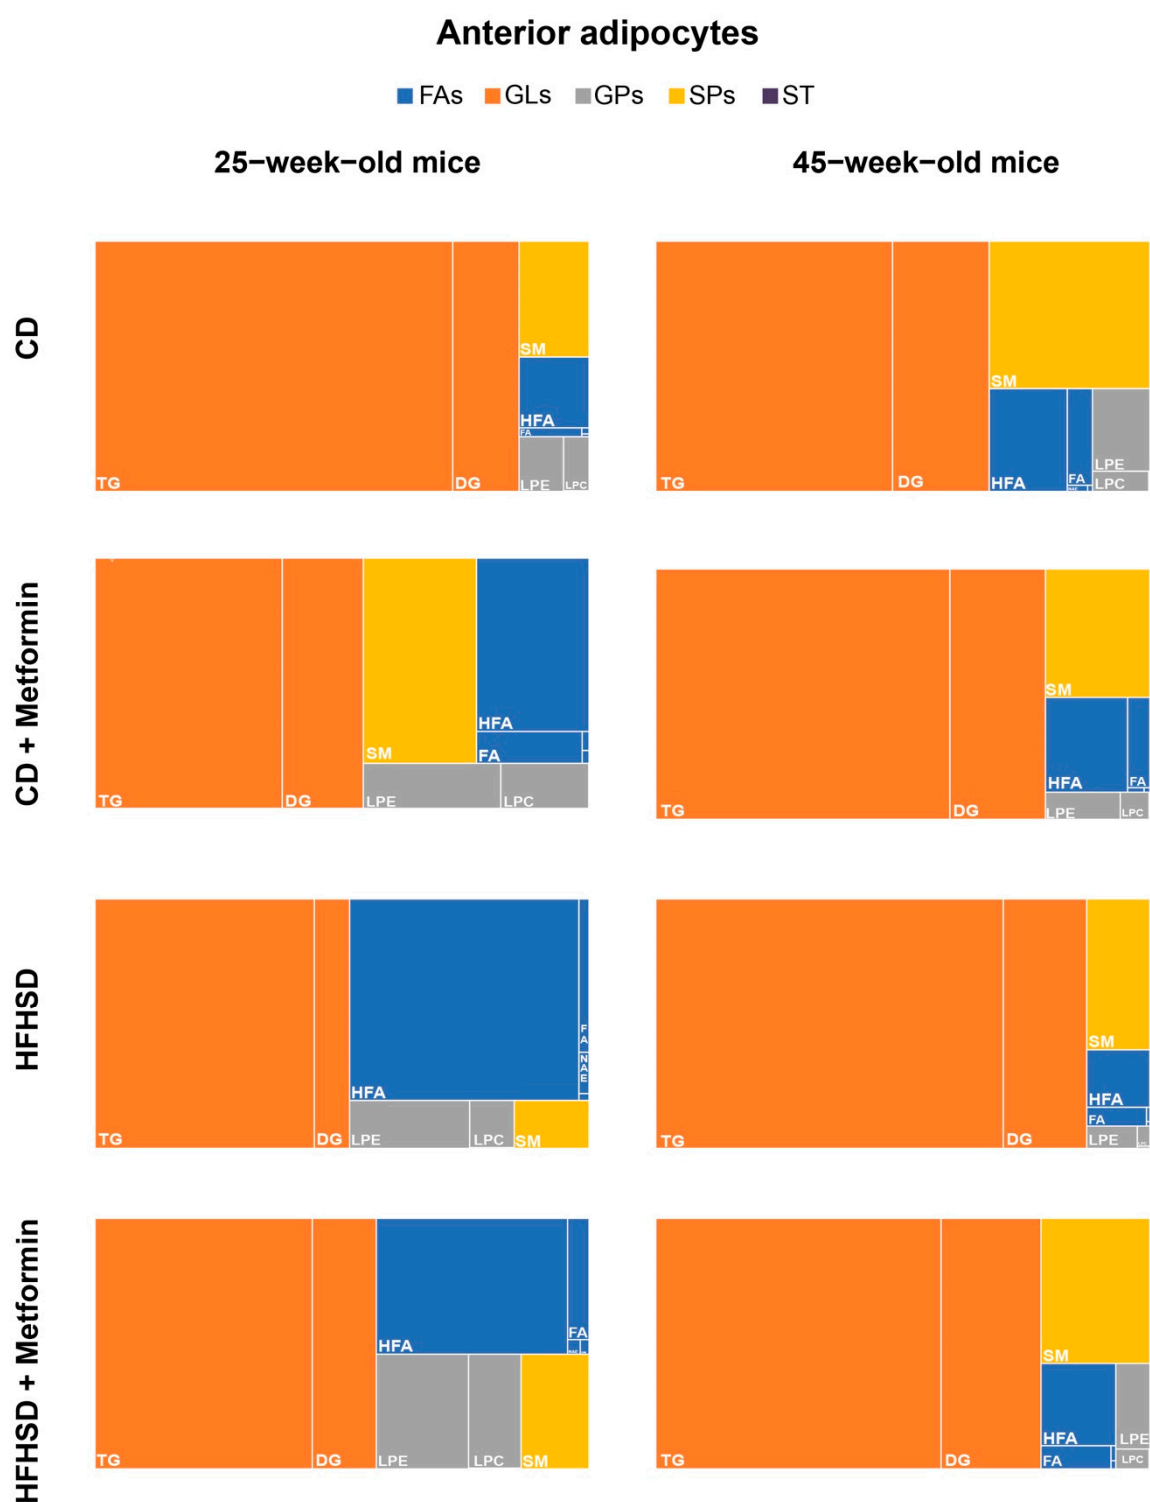 Anterior adipocytes
FAs GLs GPs SPs ST
25−week−old mice
45−week−old mice
CD
TG
DG
SM
HFA
FA
LPE
LPC
TG
DG
SM
HFA
FA
LPE
LPC
CD + Metformin
TG
DG
SM
HFA
FA
LPE
LPC
TG
DG
SM
HFA
FA
LPE
LPC
HFHSD
TG
DG
HFA
FA
NAE
LPE
LPC
SM
TG
DG
SM
HFA
FA
LPE
HFHSD + Metformin
TG
DG
HFA
FA
LPE
LPC
SM
TG
DG
SM
HFA
FA
LPE
LPC